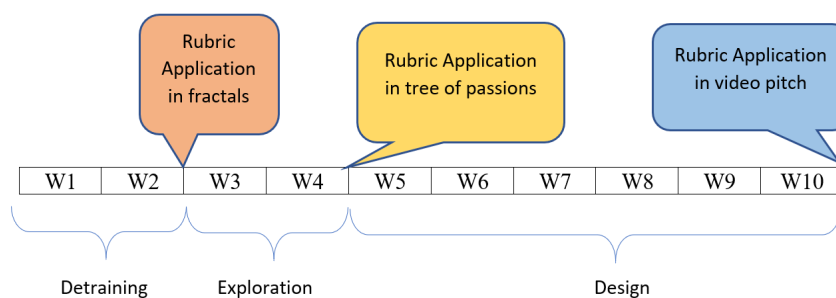 Rubric
Application
in fractals
Rubric Application
in tree of passions
Rubric Application
in video pitch
W1 W2 W3 W4 W5 W6 W7 W8 W9 W10
Detraining Exploration Design